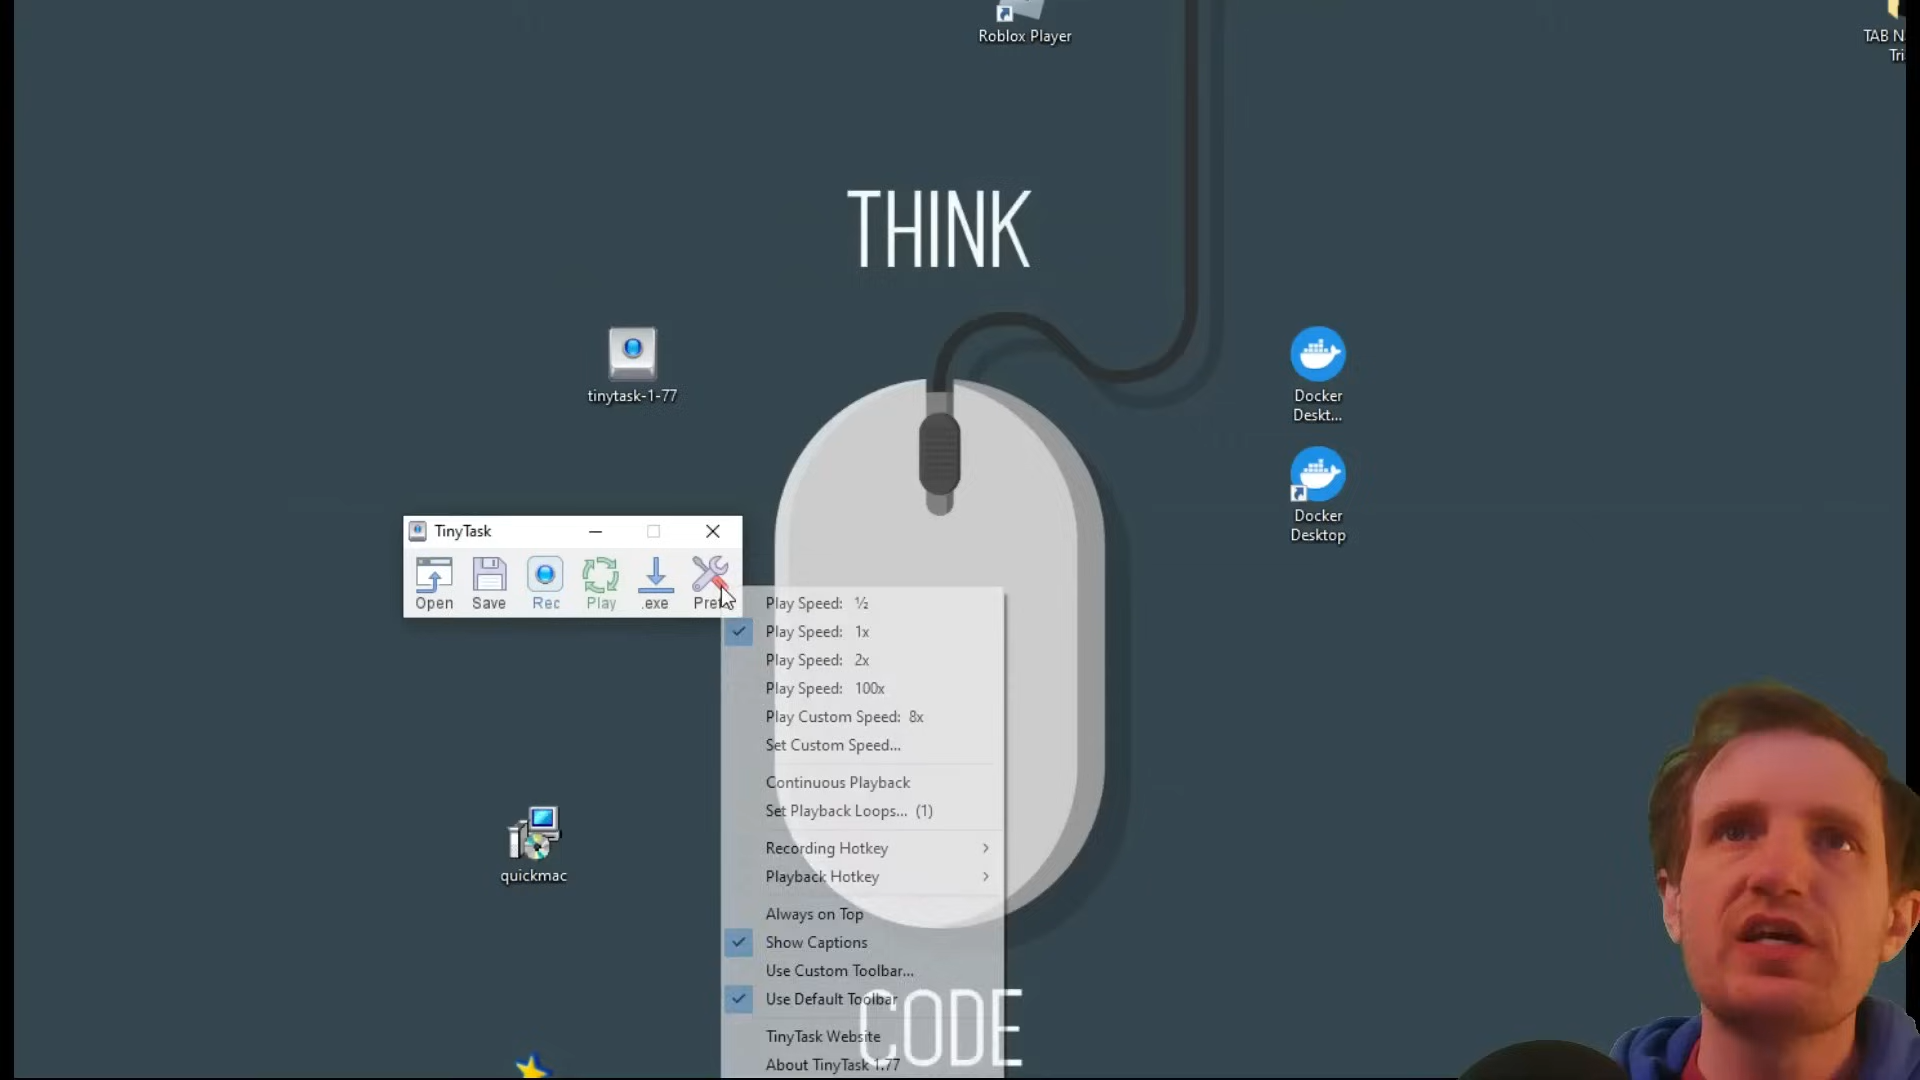 Roblox Player
TAB N
Tri
THINK
tinytask-1-77
Docker
Deskt...
Docker
Desktop
TinyTask
Open Save Rec Play .exe Pref
Play Speed: ½
Play Speed: 1x
Play Speed: 2x
Play Speed: 100x
Play Custom Speed: 8x
Set Custom Speed...
Continuous Playback
Set Playback Loops... (1)
Recording Hotkey
Playback Hotkey
Always on Top
Show Captions
Use Custom Toolbar...
Use Default Toolbar
TinyTask Website
About TinyTask 1.77
quickmac
CODE